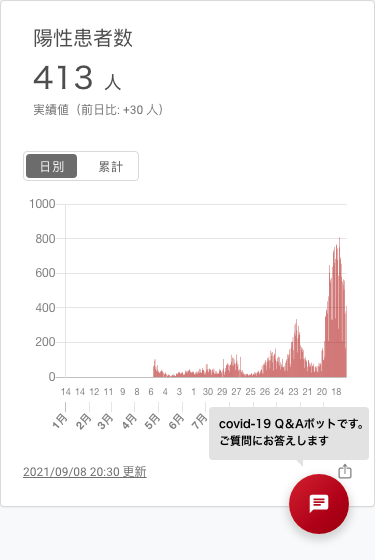 陽性患者数
413 人
実績値（前日比: +30 人）
日別 累計
1000
800
600
400
200
0
14 14 12 11 9 8 6 4 3 1 30 29 27 25 26 24 23 21 20 18
1月 2月 3月 4月 5月 6月 7月
covid-19 Q&Aボットです。
ご質問にお答えします
2021/09/08 20:30 更新